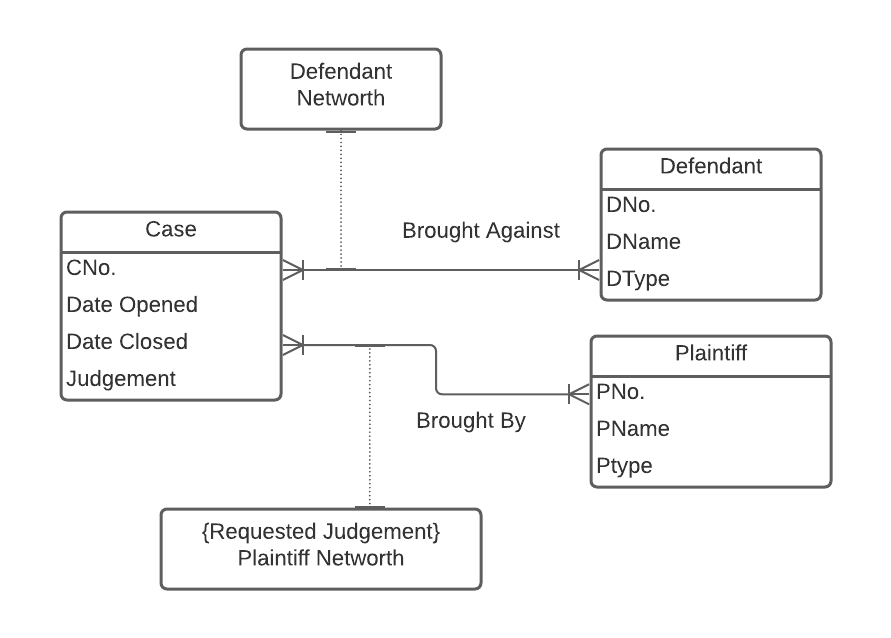 Defendant
Networth
Defendant
DNo.
DName
DType
Brought Against
Case
CNo.
Date Opened
Date Closed
Judgement
Plaintiff
PNo.
PName
Ptype
Brought By
{Requested Judgement}
Plaintiff Networth